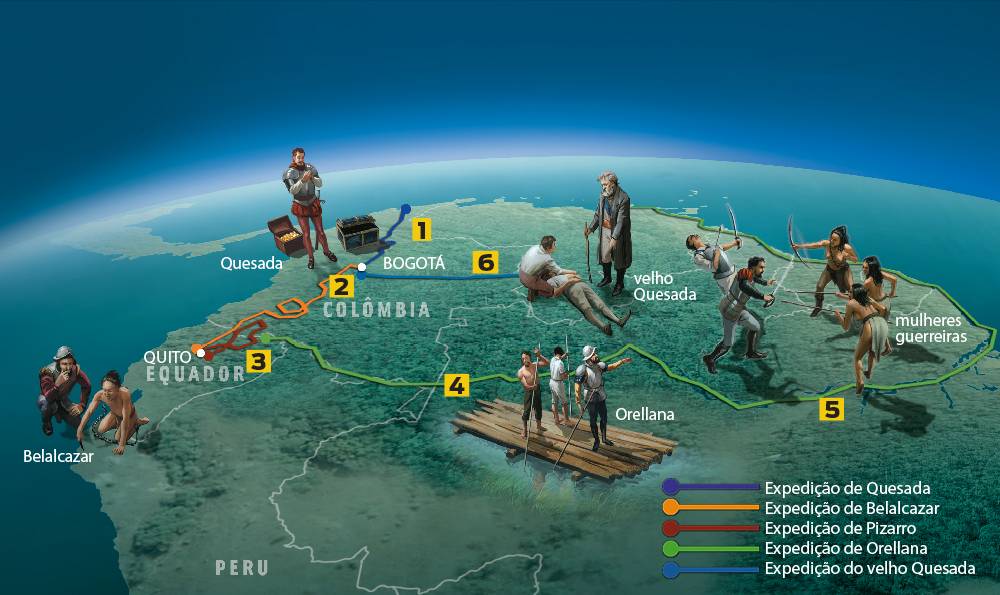 1
Quesada
BOGOTÁ
6
2
COLÔMBIA
velho
Quesada
mulheres
guerreiras
QUITO
EQUADOR
3
4
5
Orellana
Belalcazar
PERU
Expedição de Quesada
Expedição de Belalcazar
Expedição de Pizarro
Expedição de Orellana
Expedição do velho Quesada